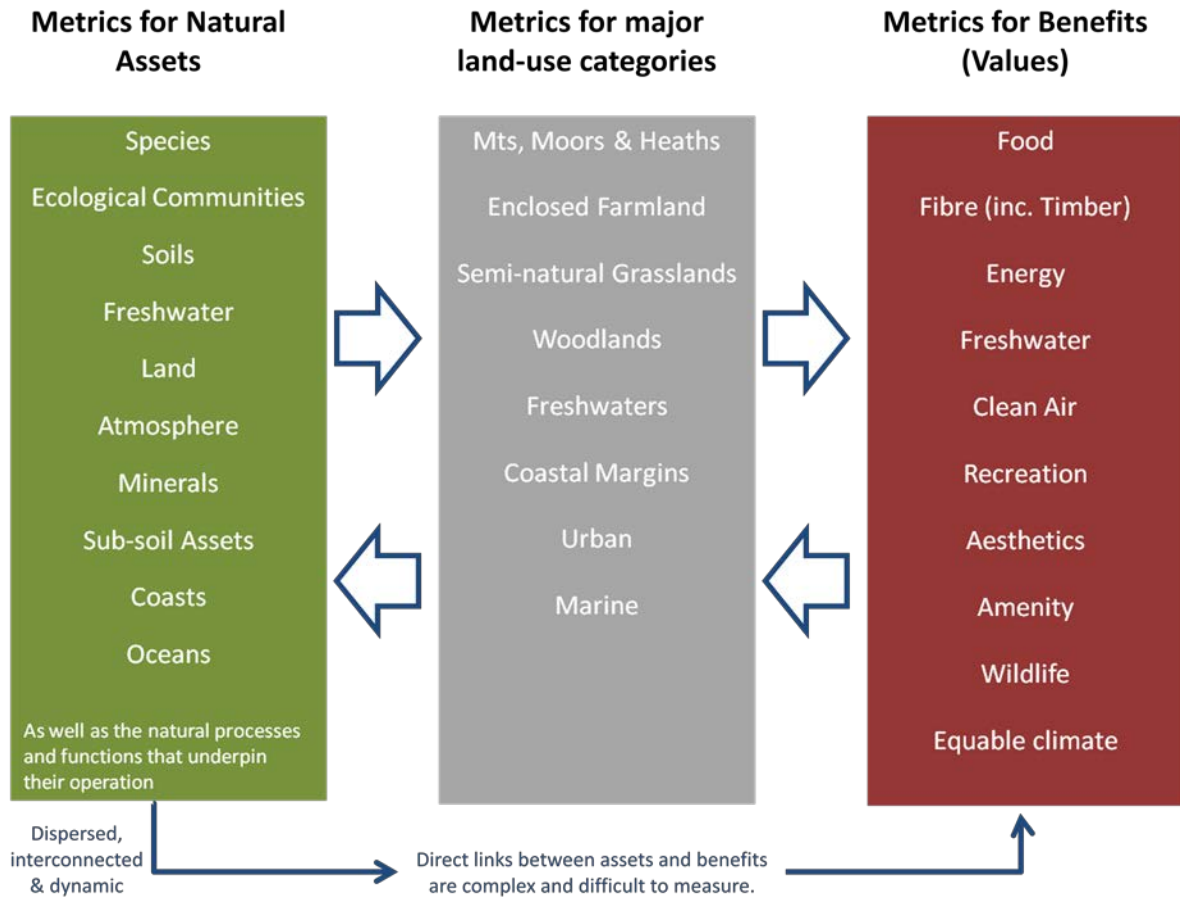 Metrics for Natural
Assets
Metrics for major
land-use categories
Metrics for Benefits
(Values)
Species
Ecological Communities
Soils
Freshwater
Land
Atmosphere
Minerals
Sub-soil Assets
Coasts
Oceans
As well as the natural processes
and functions that underpin
their operation
Mts, Moors & Heaths
Enclosed Farmland
Semi-natural Grasslands
Woodlands
Freshwaters
Coastal Margins
Urban
Marine
Food
Fibre (inc. Timber)
Energy
Freshwater
Clean Air
Recreation
Aesthetics
Amenity
Wildlife
Equable climate
Dispersed,
interconnected
& dynamic
Direct links between assets and benefits
are complex and difficult to measure.